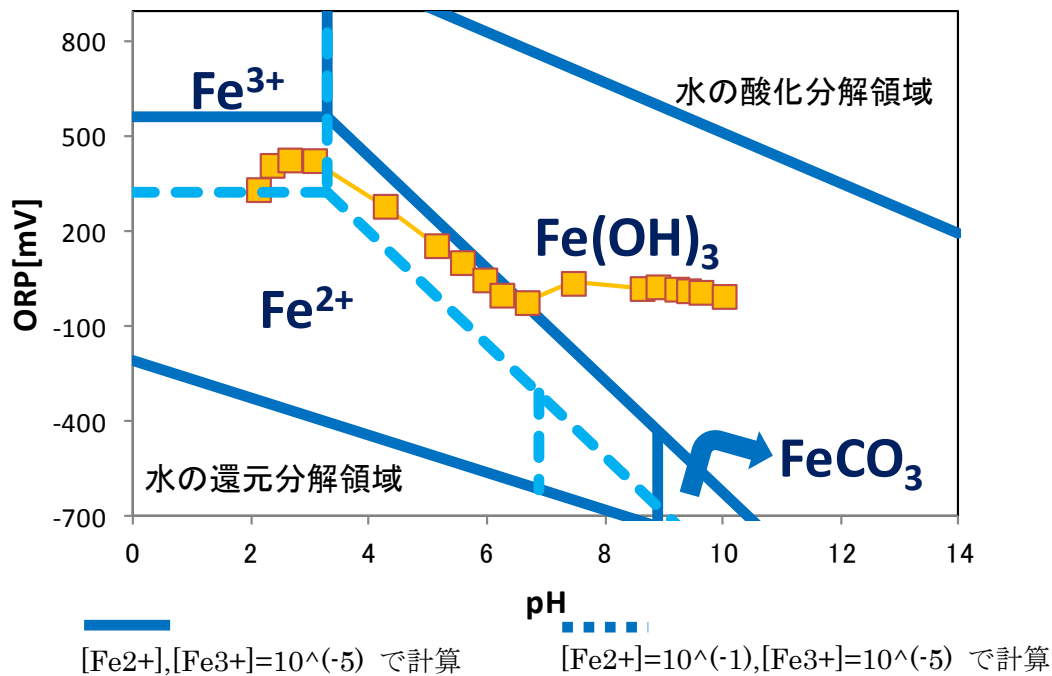 800
500
200
-100
-400
-700
ORP[mV]
Fe3+
水の酸化分解領域
Fe(OH)3
Fe2+
水の還元分解領域
FeCO3
0 2 4 6 8 10 12 14
pH
[Fe2+],[Fe3+]=10^(-5) で計算
[Fe2+]=10^(-1),[Fe3+]=10^(-5) で計算